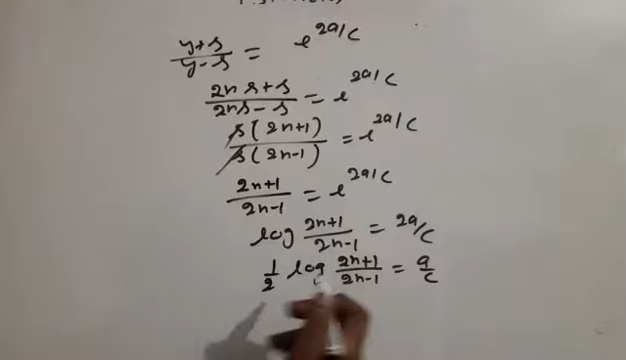 y+s/y-s = e^2a/c
2ns+s/2ns-s = e^2a/c
s(2n+1)/s(2n-1) = e^2a/c
2n+1/2n-1 = e^2a/c
log 2n+1/2n-1 = 2a/c
1/2 log 2n+1/2n-1 = a/c